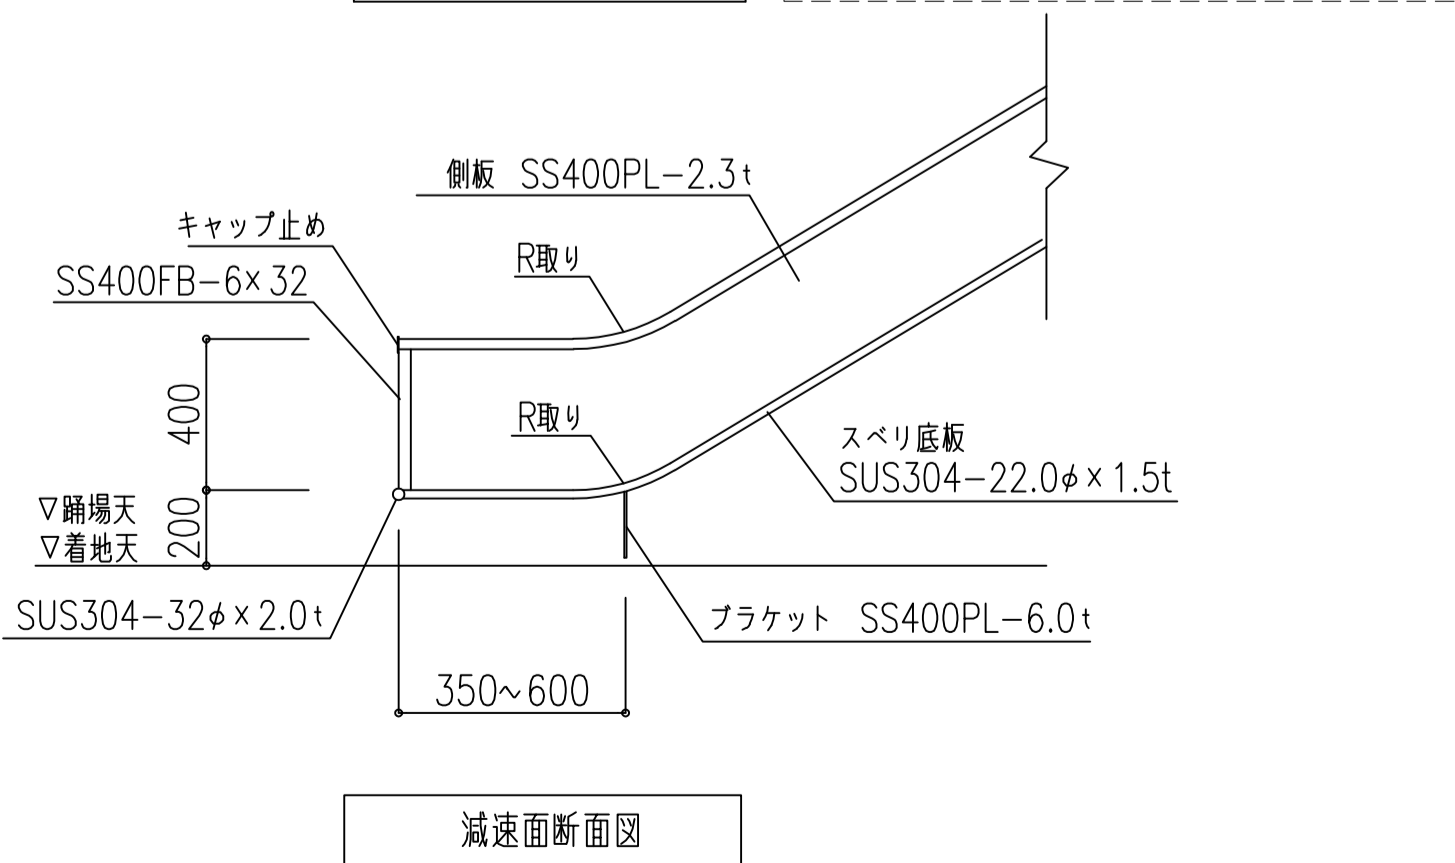 側板 SS400PL-2.3t
キャップ止め
R取り
SS400FB-6×32
400
R取り
スベリ底板
SUS304-22.0φ×1.5t
▽踊場天
200
▽着地天
SUS304-32φ×2.0t
ブラケット SS400PL-6.0t
350~600
減速面断面図